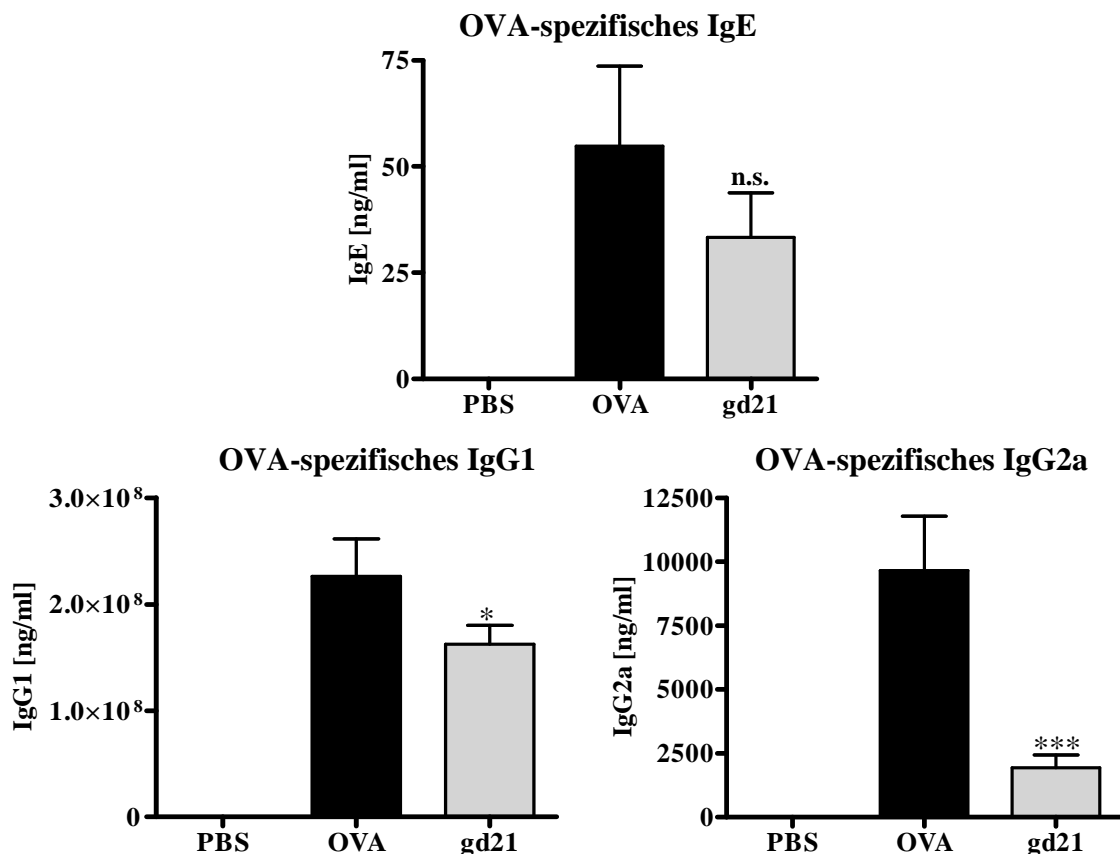 OVA-spezifisches IgE
75
50
25
0
IgE [ng/ml]
n.s.
PBS OVA gd21
OVA-spezifisches IgG1
3.0×10⁸
2.0×10⁸
1.0×10⁸
0
IgG1 [ng/ml]
*
PBS OVA gd21
OVA-spezifisches IgG2a
12500
10000
7500
5000
2500
0
IgG2a [ng/ml]
***
PBS OVA gd21